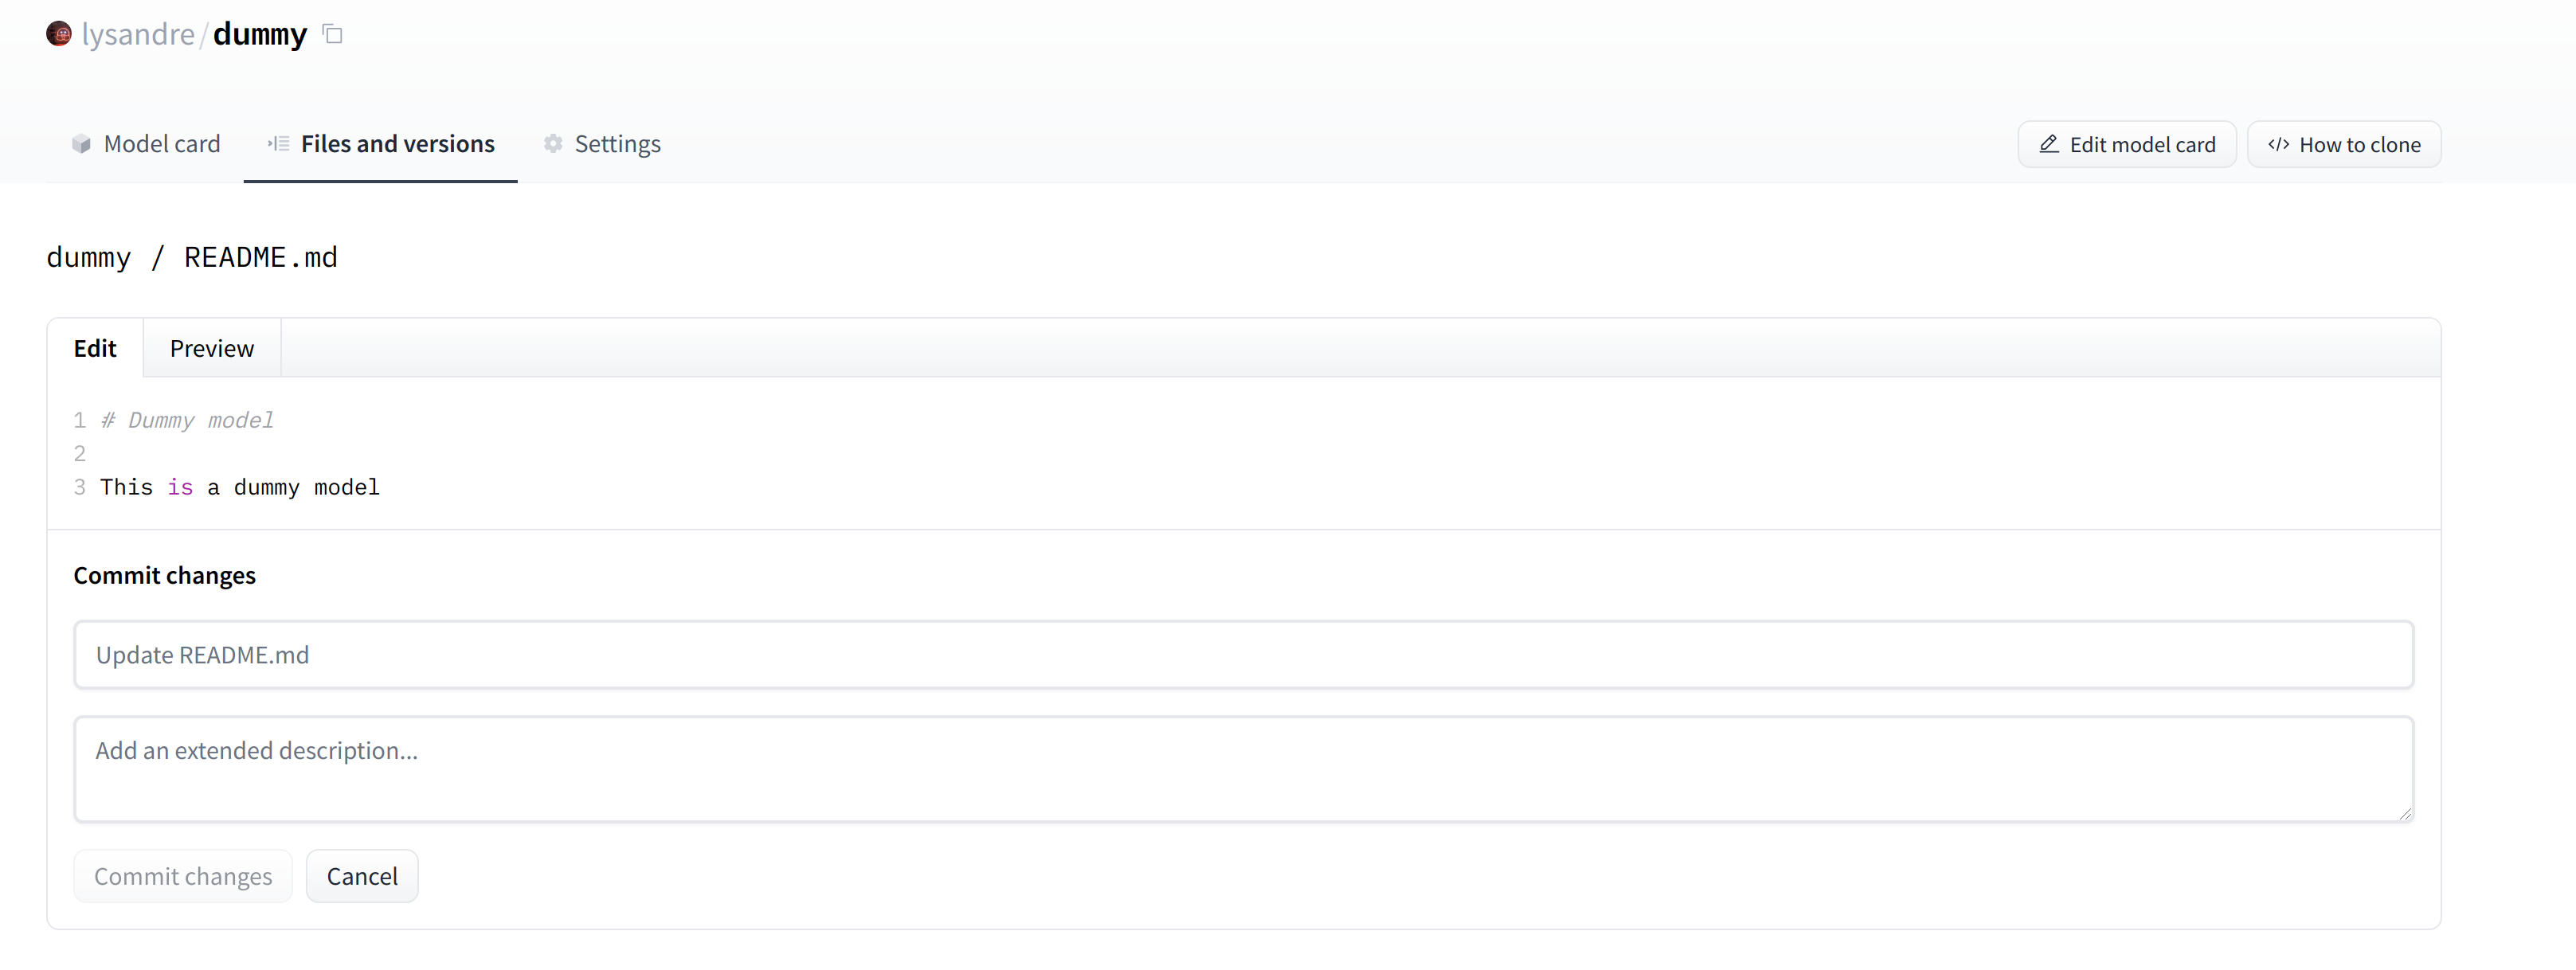 lysandre/dummy
Model card Files and versions Settings Edit model card </> How to clone
dummy / README.md
Edit Preview
1 # Dummy model
2
3 This is a dummy model
Commit changes
Update README.md
Add an extended description...
Commit changes Cancel